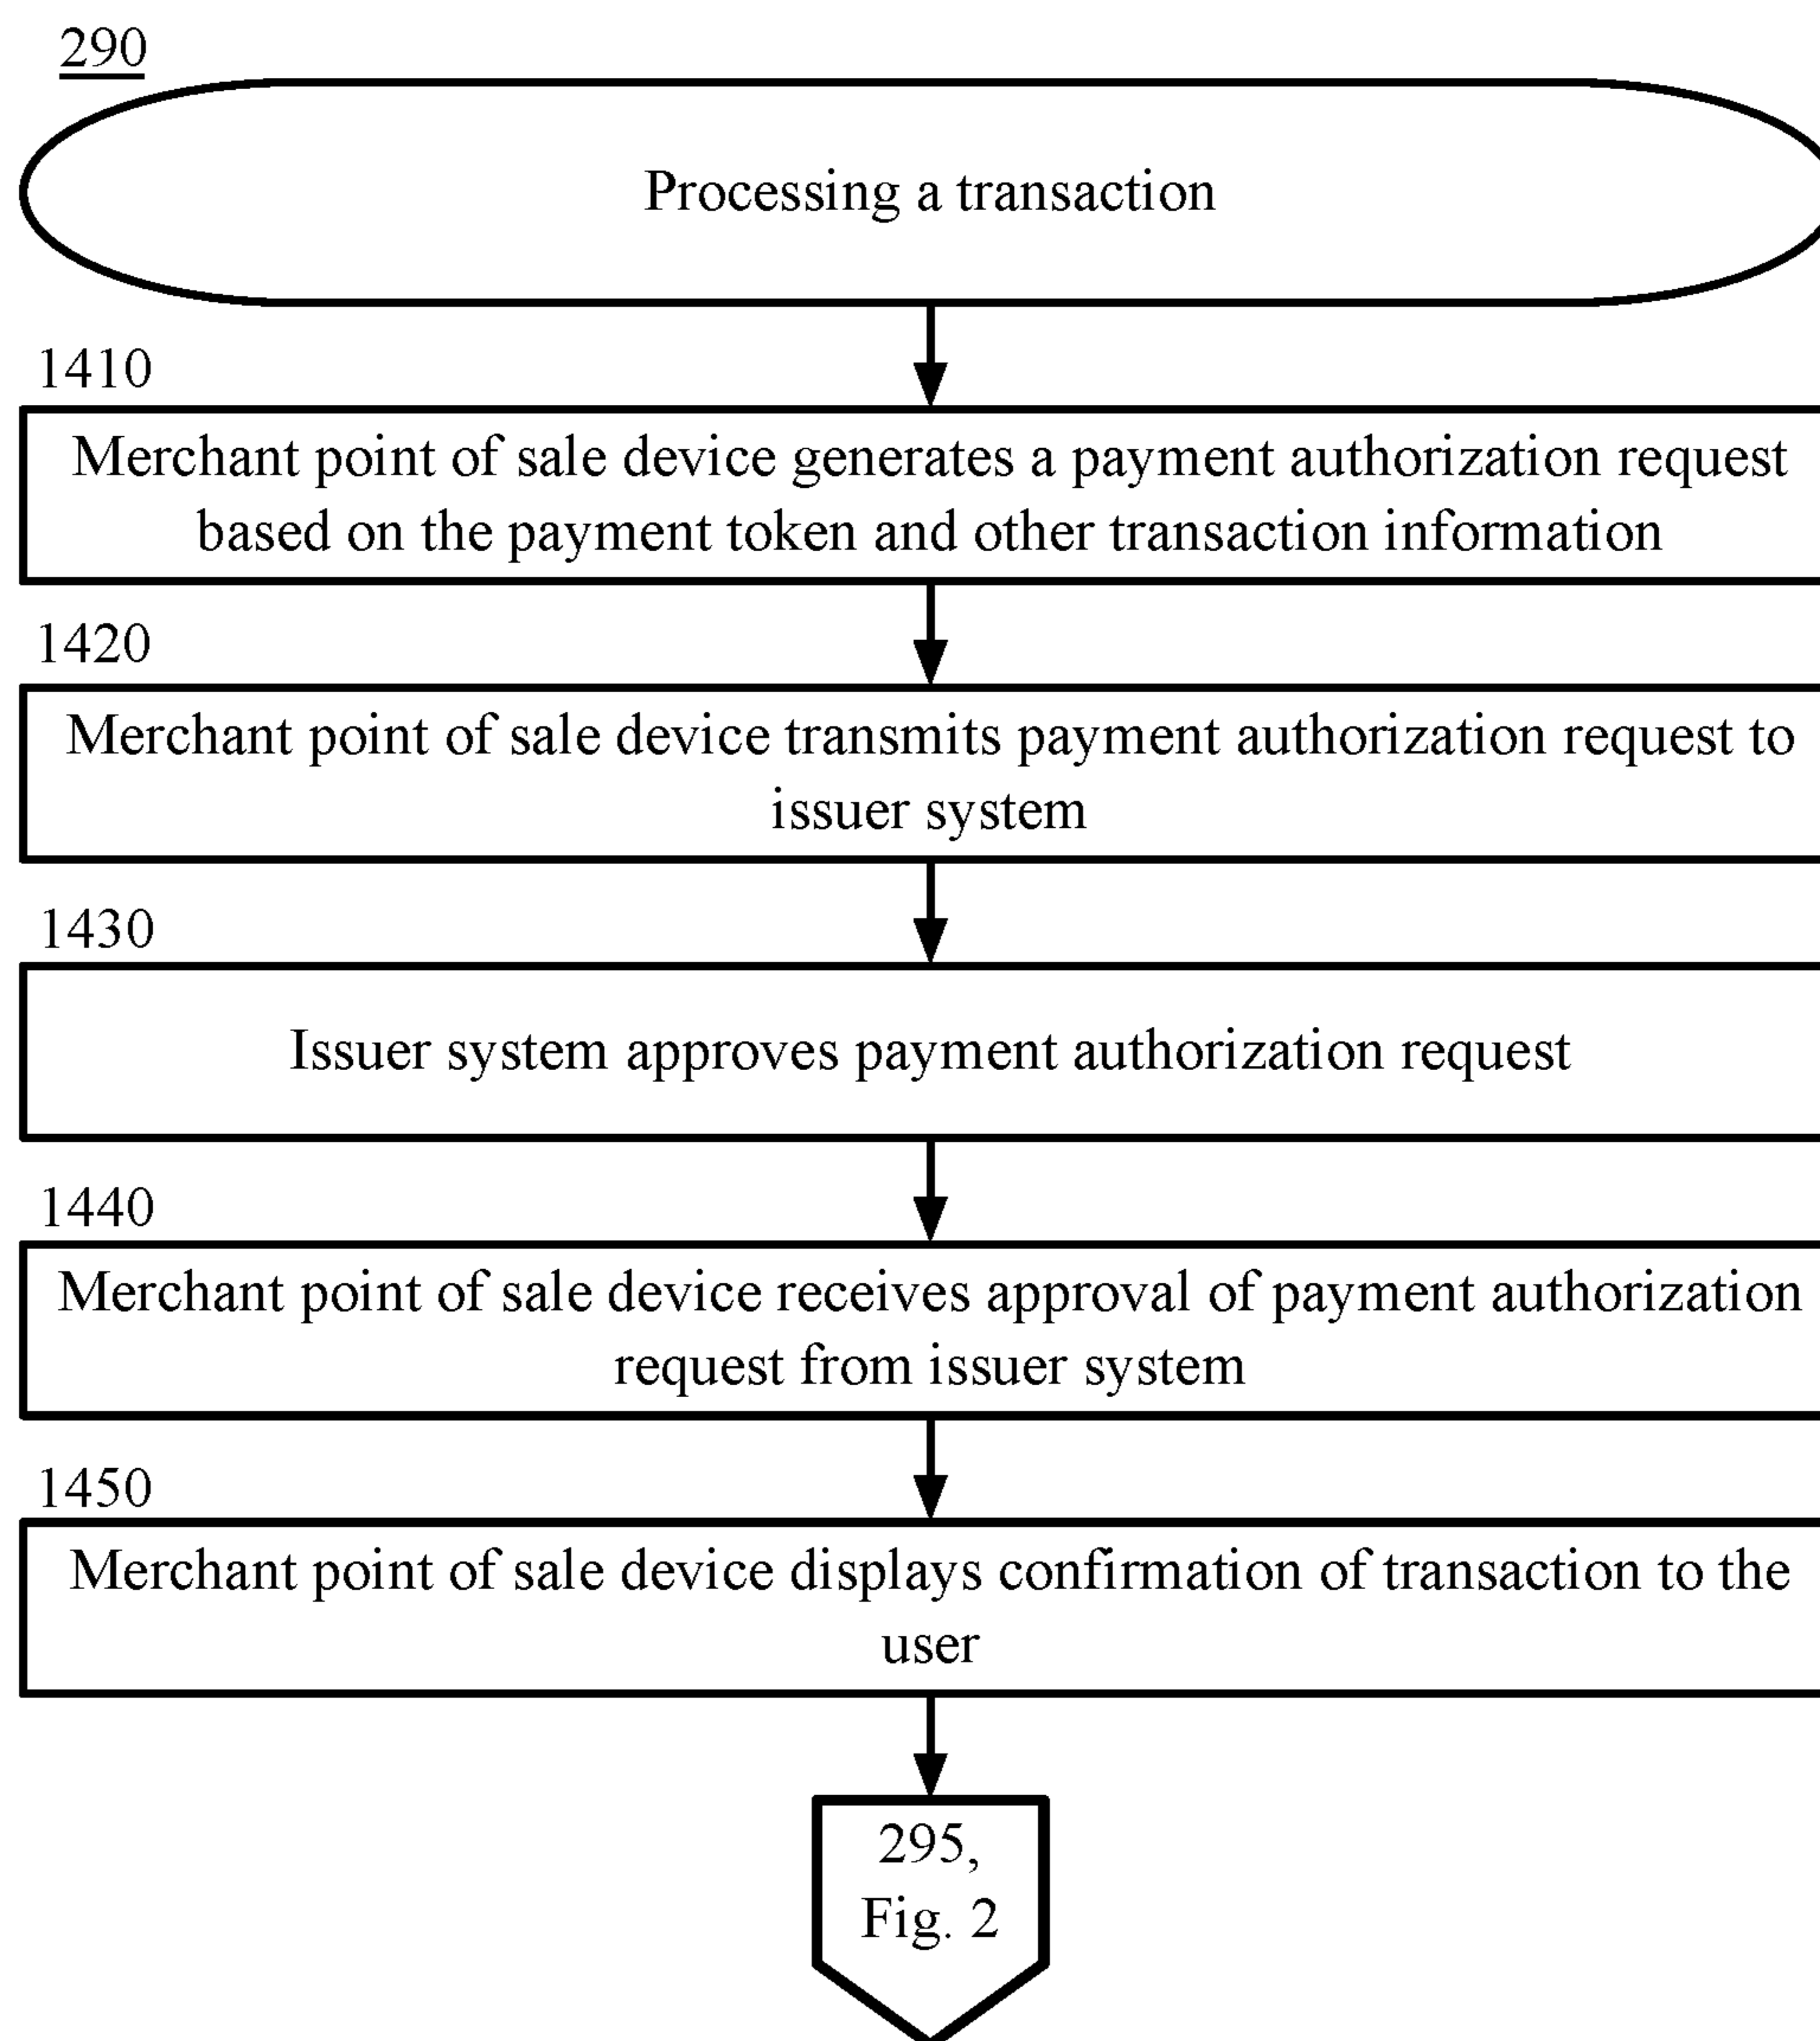 290
Processing a transaction
1410
Merchant point of sale device generates a payment authorization request
based on the payment token and other transaction information
1420
Merchant point of sale device transmits payment authorization request to
issuer system
1430
Issuer system approves payment authorization request
1440
Merchant point of sale device receives approval of payment authorization
request from issuer system
1450
Merchant point of sale device displays confirmation of transaction to the
user
295,
Fig. 2